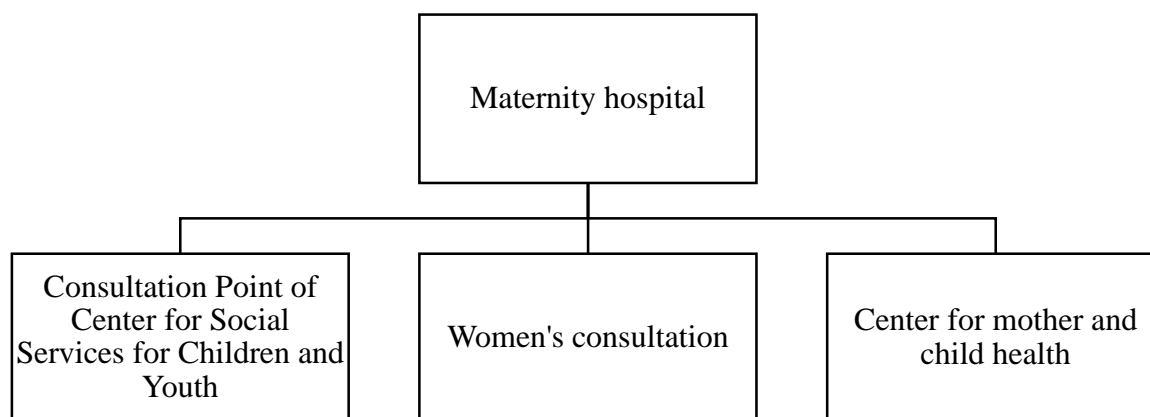 Maternity hospital
Consultation Point of
Center for Social
Services for Children and
Youth
Women's consultation
Center for mother and
child health